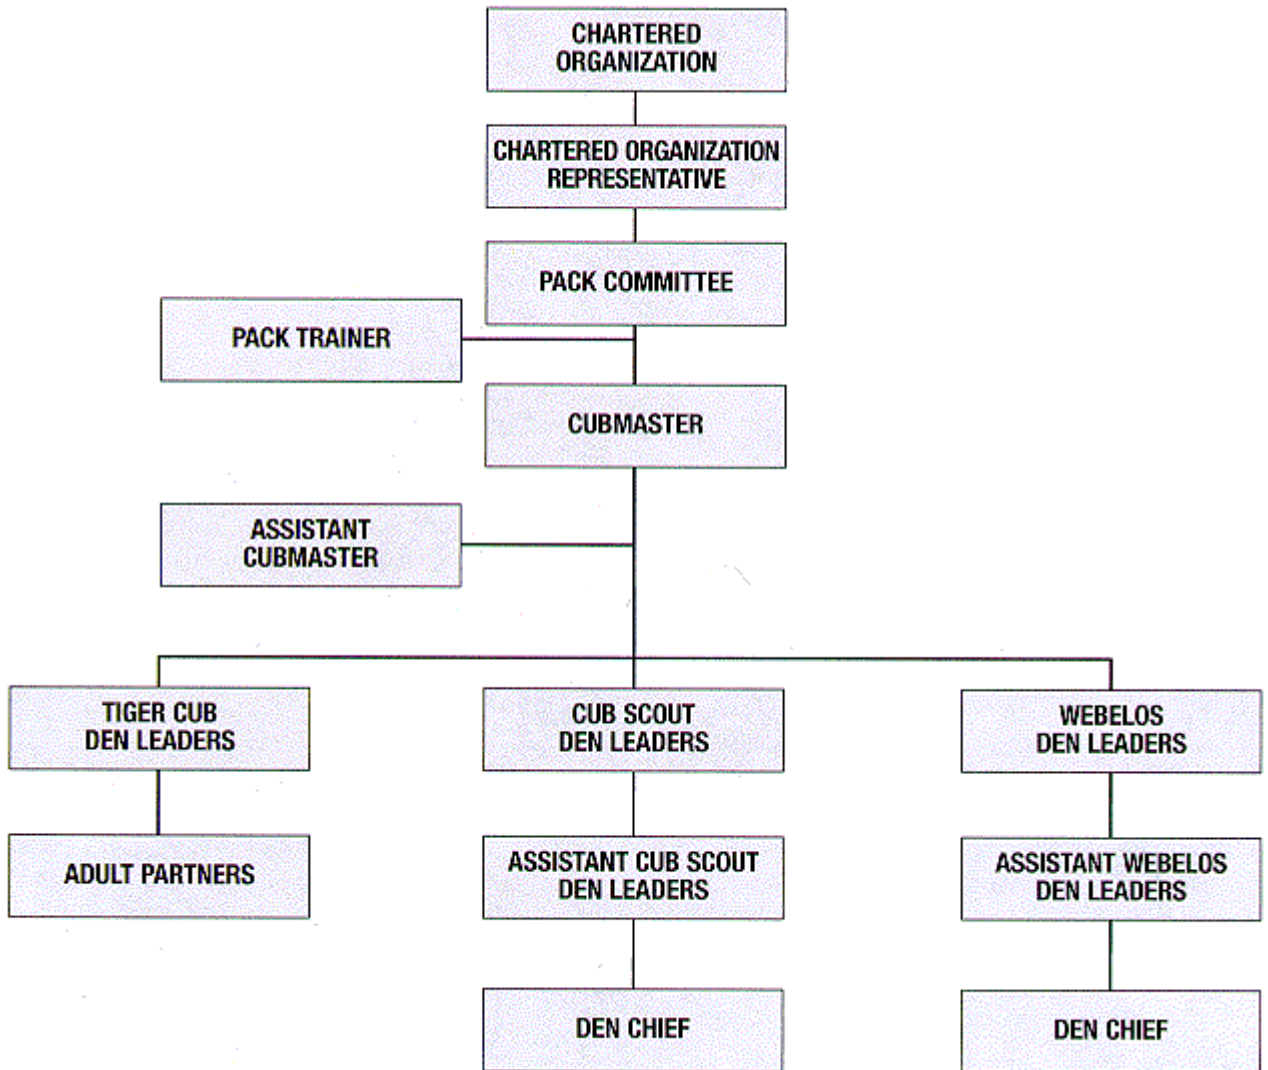 CHARTERED
ORGANIZATION
CHARTERED ORGANIZATION
REPRESENTATIVE
PACK COMMITTEE
PACK TRAINER
CUBMASTER
ASSISTANT
CUBMASTER
TIGER CUB
DEN LEADERS
CUB SCOUT
DEN LEADERS
WEBELOS
DEN LEADERS
ADULT PARTNERS
ASSISTANT CUB SCOUT
DEN LEADERS
ASSISTANT WEBELOS
DEN LEADERS
DEN CHIEF
DEN CHIEF